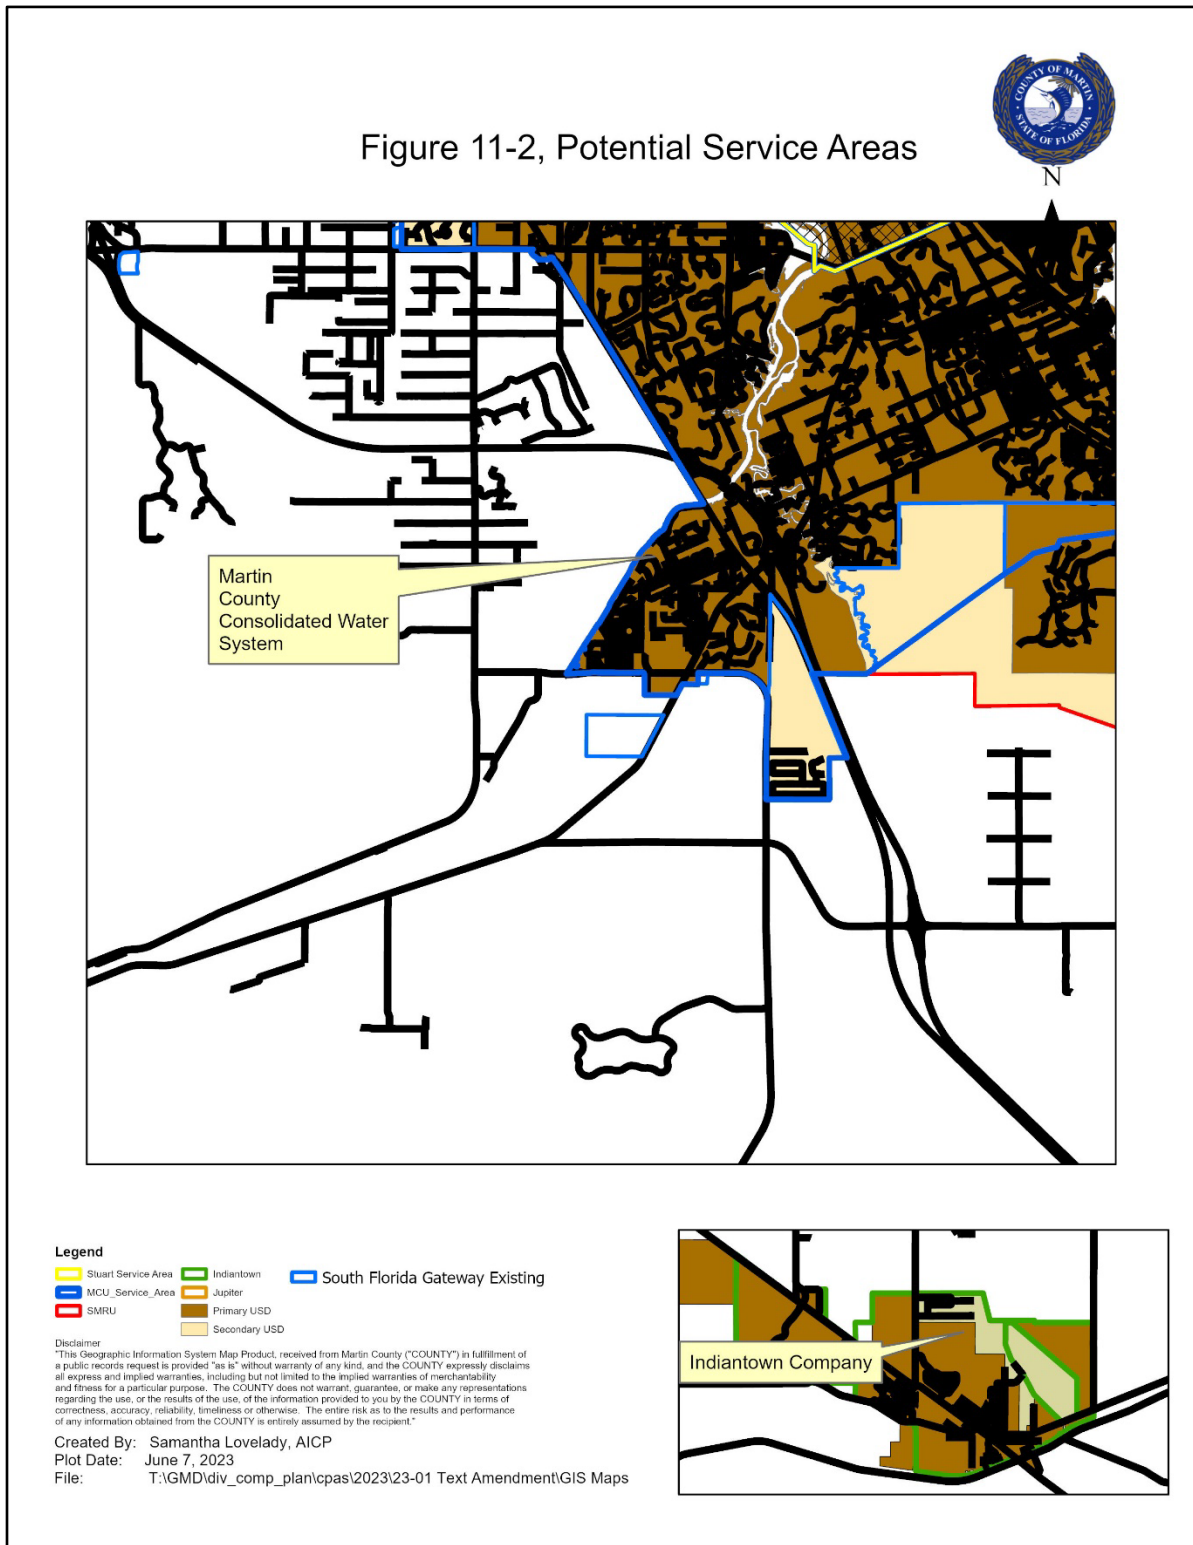 COUNTY OF MARTIN
STATE OF FLORIDA
Figure 11-2, Potential Service Areas
N
Martin
County
Consolidated Water
System
Legend
Stuart Service Area
Indiantown
South Florida Gateway Existing
MCU_Service_Area
Jupiter
SMRU
Primary USD
Secondary USD
Indiantown Company
Disclaimer
"This Geographic Information System Map Product, received from Martin County ("COUNTY") in fullfillment of
a public records request is provided "as is" without warranty of any kind, and the COUNTY expressly disclaims
all express and implied warranties, including but not limited to the implied warranties of merchantability
and fitness for a particular purpose. The COUNTY does not warrant, guarantee, or make any representations
regarding the use, or the results of the use, of the information provided to you by the COUNTY in terms of
correctness, accuracy, reliability, timeliness or otherwise. The entire risk as to the results and performance
of any information obtained from the COUNTY is entirely assumed by the recipient."
Created By: Samantha Lovelady, AICP
Plot Date: June 7, 2023
File: T:\GMD\div_comp_plan\cpas\2023\23-01 Text Amendment\GIS Maps